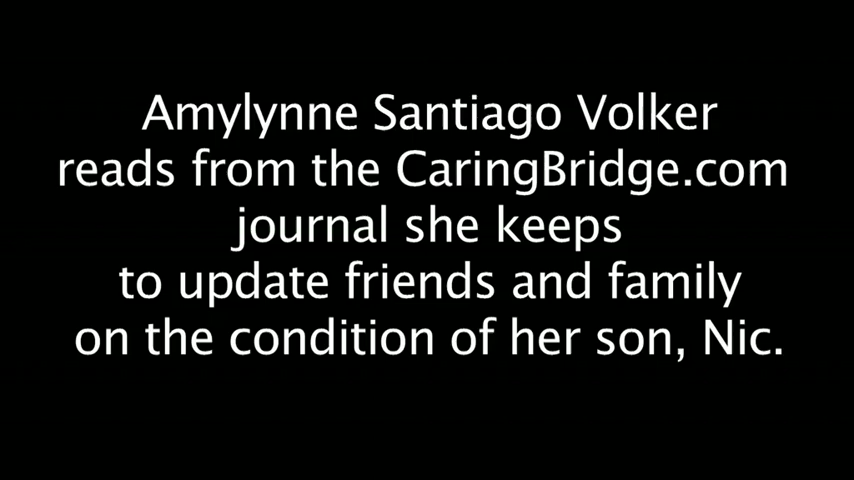 Amylynne Santiago Volker
reads from the CaringBridge.com
journal she keeps
to update friends and family
on the condition of her son, Nic.